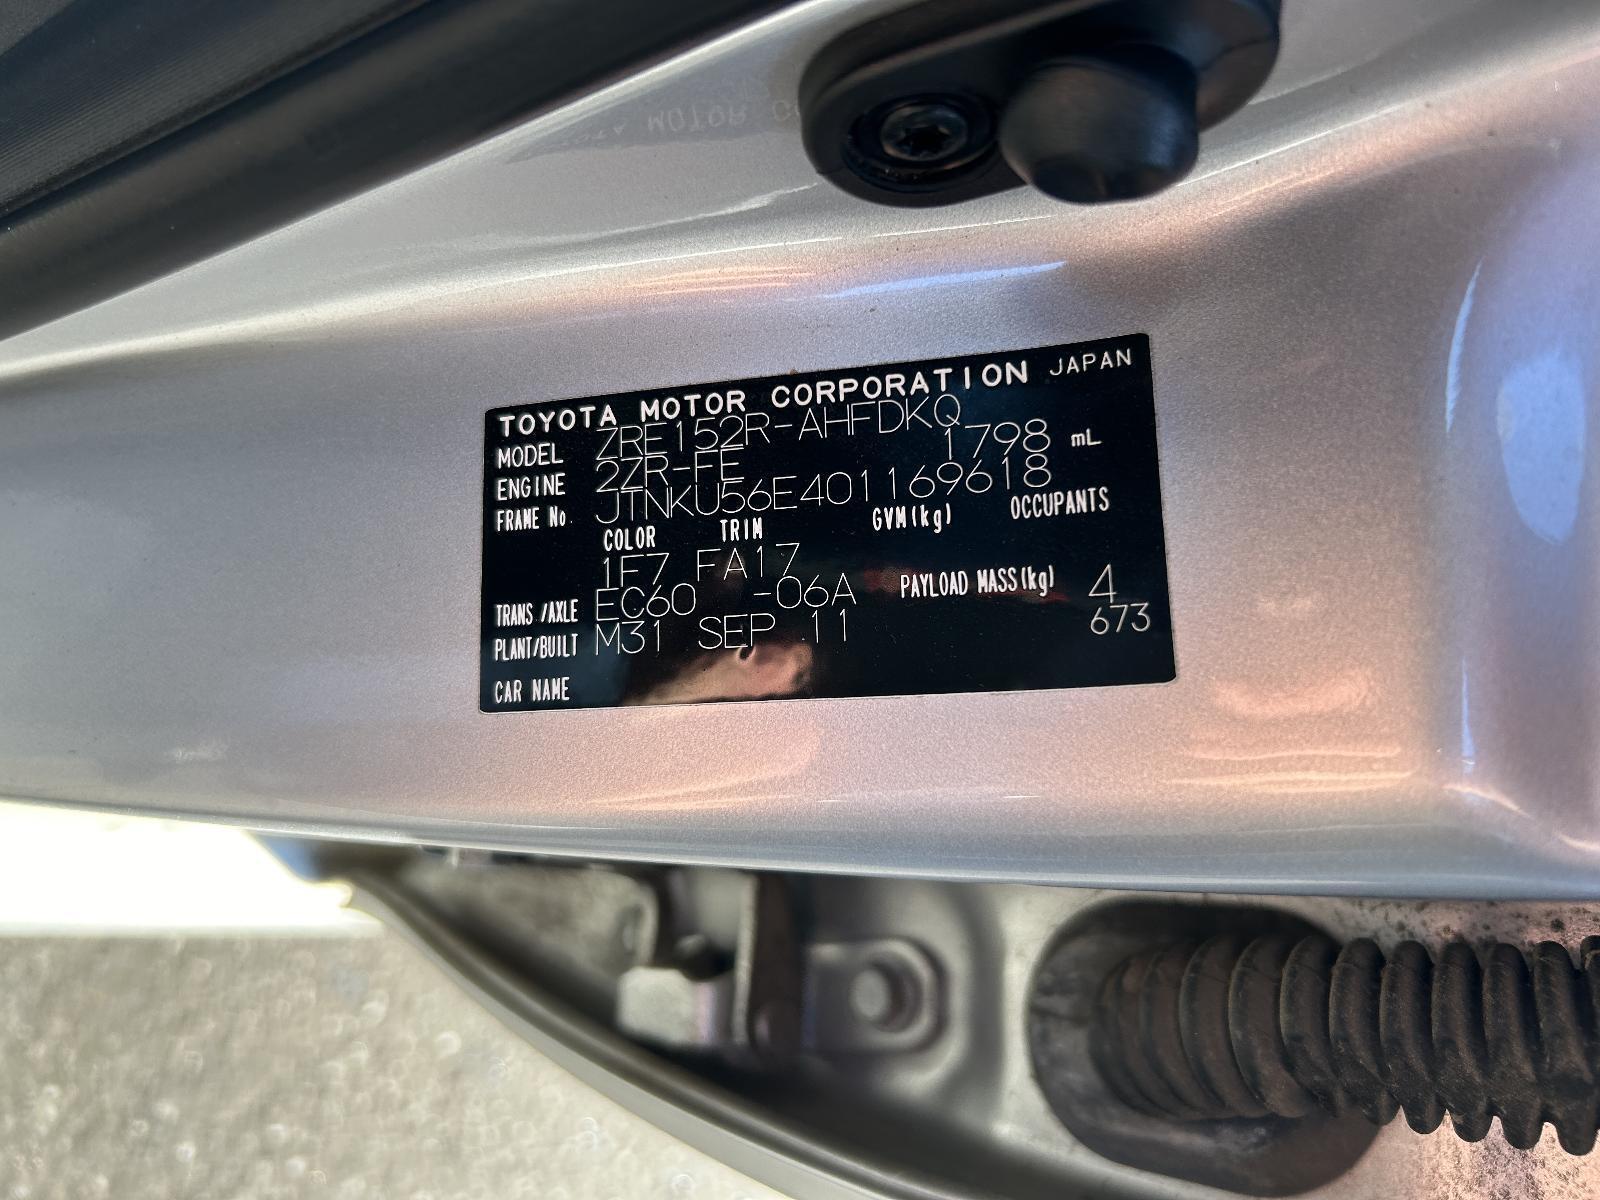 TOYOTA MOTOR CORPORATION JAPAN
MODEL ZRE152R-AHFDKQ
ENGINE 2ZR-FE 1798 mL
FRAME No. JTNKU56E401169618
COLOR TRIM GVM(kg) OCCUPANTS
1F7 FA17 4
TRANS./AXLE EC60 -06A PAYLOAD MASS(kg) 673
PLANT/BUILT M31 SEP 11
CAR NAME